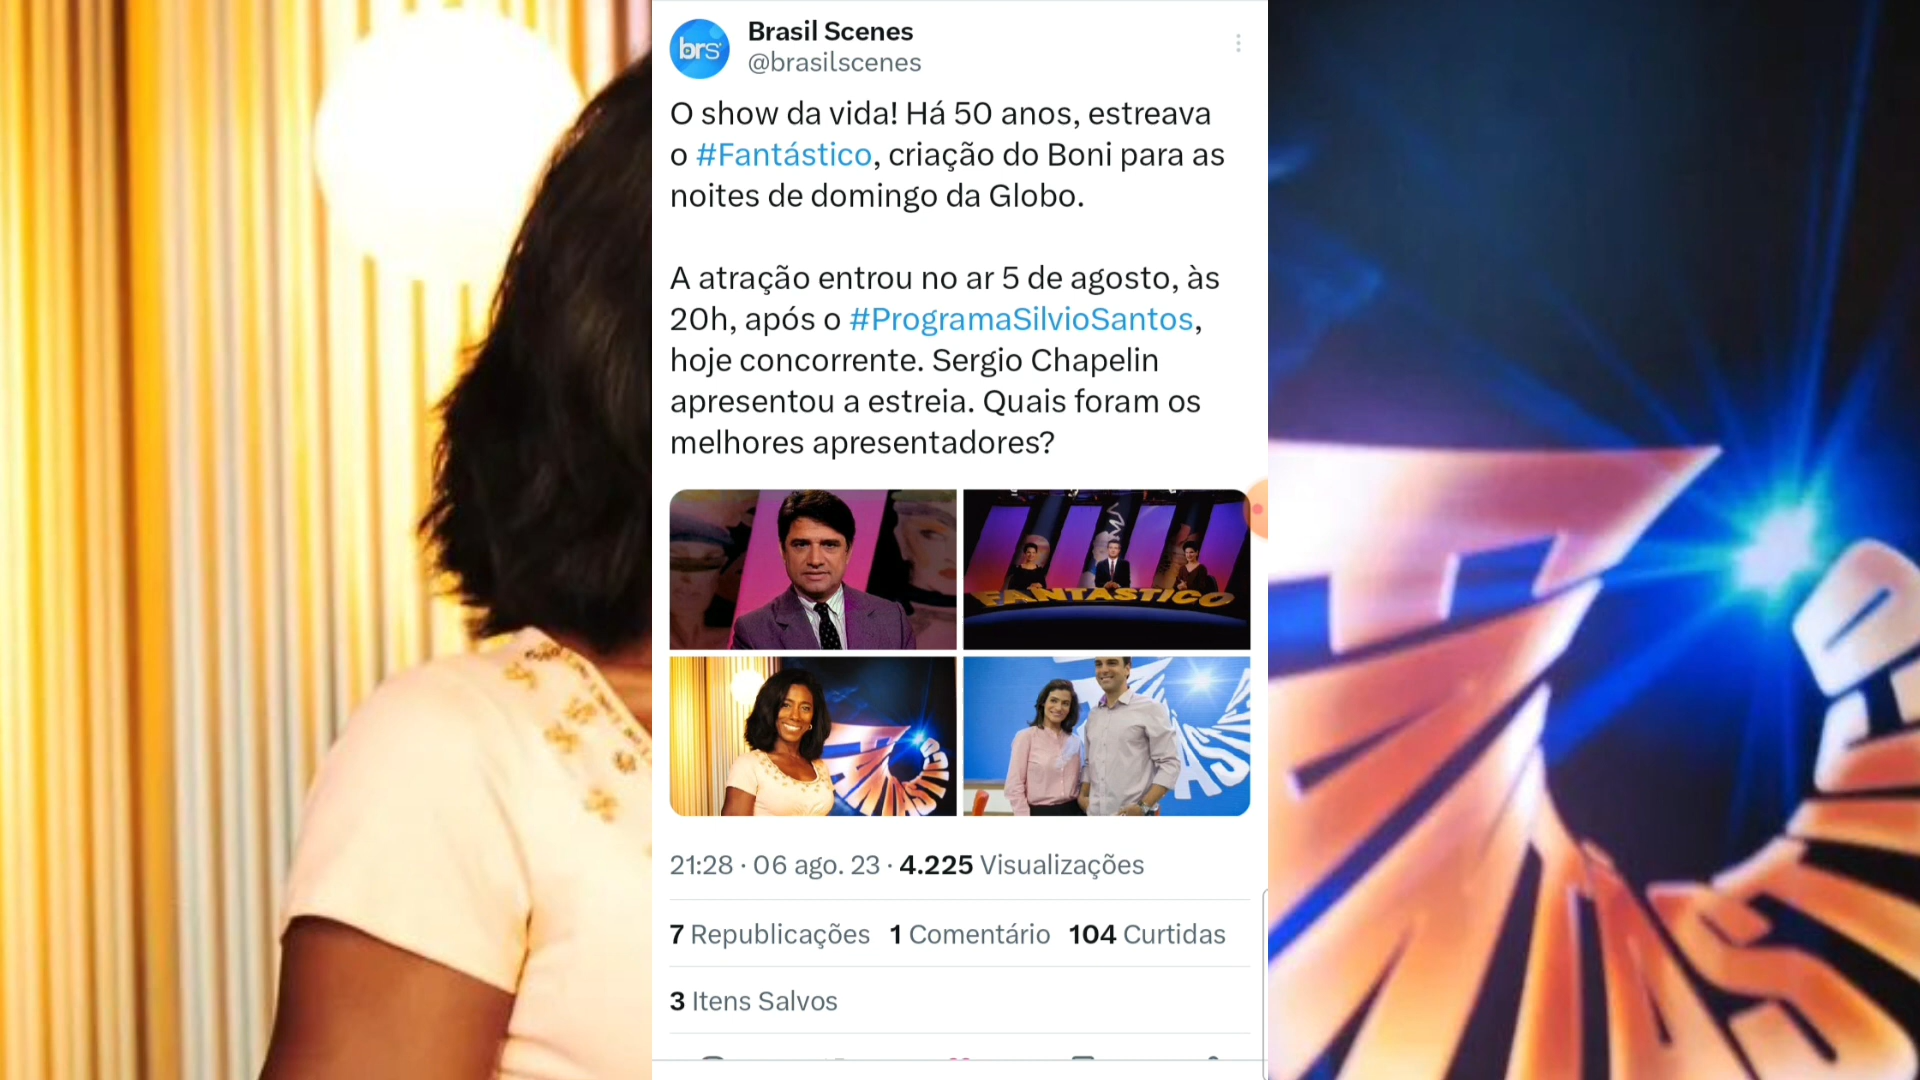 brs
Brasil Scenes
@brasilscenes
O show da vida! Há 50 anos, estreava
o #Fantástico, criação do Boni para as
noites de domingo da Globo.
A atração entrou no ar 5 de agosto, às
20h, após o #ProgramaSilvioSantos,
hoje concorrente. Sergio Chapelin
apresentou a estreia. Quais foram os
melhores apresentadores?
FANTÁSTICO
FANTÁSTICO
21:28 · 06 ago. 23 · 4.225 Visualizações
7 Republicações 1 Comentário 104 Curtidas
3 Itens Salvos